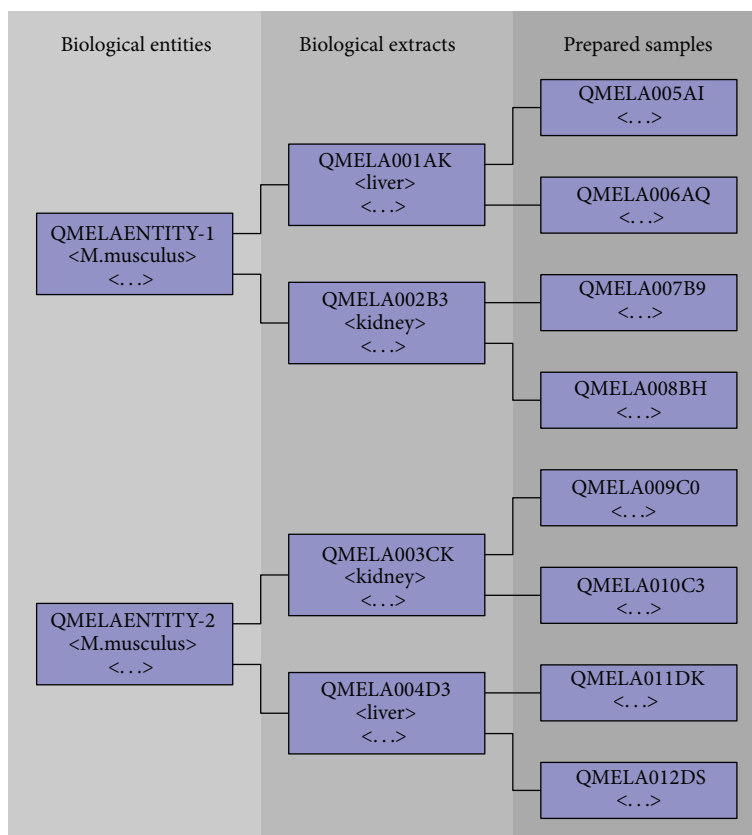 Biological entities
Biological extracts
Prepared samples
QMELAENTITY-1
<M.musculus>
<. . .>
QMELAENTITY-2
<M.musculus>
<. . .>
QMELA001AK
<liver>
<. . .>
QMELA002B3
<kidney>
<. . .>
QMELA003CK
<kidney>
<. . .>
QMELA004D3
<liver>
<. . .>
QMELA005AI
<. . .>
QMELA006AQ
<. . .>
QMELA007B9
<. . .>
QMELA008BH
<. . .>
QMELA009C0
<. . .>
QMELA010C3
<. . .>
QMELA011DK
<. . .>
QMELA012DS
<. . .>